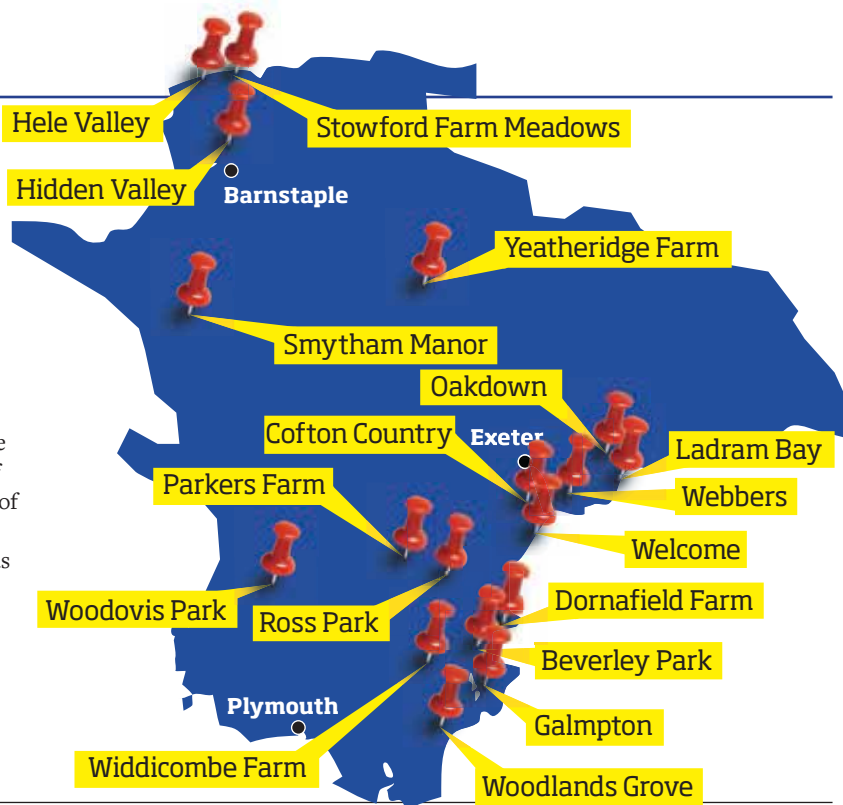 Hele Valley
Stowford Farm Meadows
Hidden Valley
Barnstaple
Yeatheridge Farm
Smytham Manor
Oakdown
Cofton Country
Exeter
Ladram Bay
Parkers Farm
Webbers
of
Welcome
Woodovis Park
Ross Park
Dornafield Farm
Beverley Park
Plymouth
Galmpton
Widdicombe Farm
Woodlands Grove